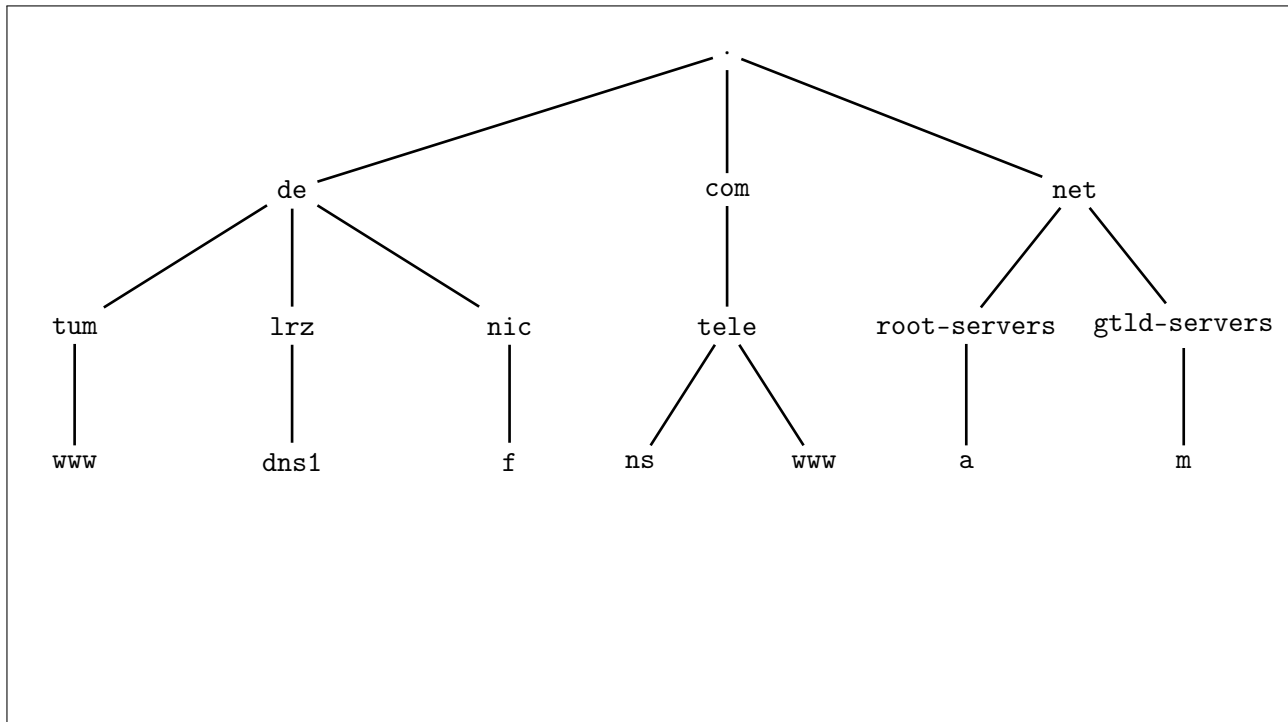 .
de com net
tum lrz nic tele root-servers gtld-servers
www dns1 f ns www a m